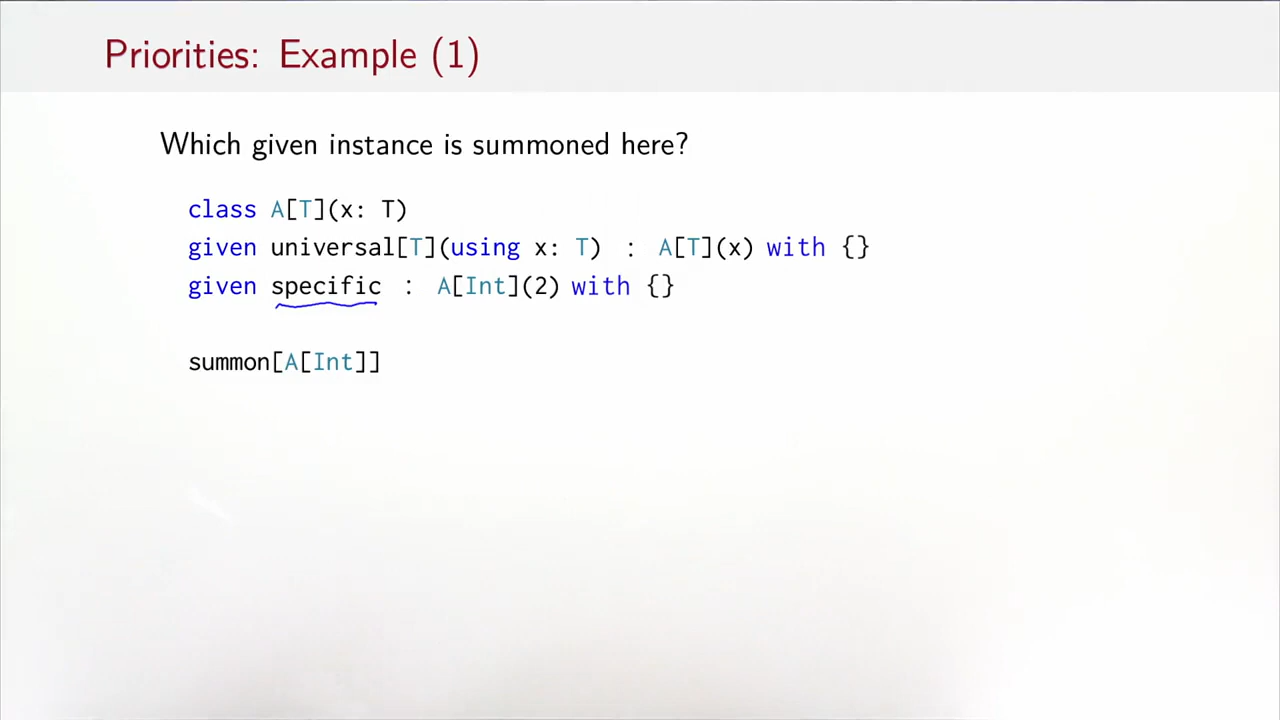 Priorities: Example (1)
Which given instance is summoned here?
class A[T](x: T)
given universal[T](using x: T) : A[T](x) with {}
given specific : A[Int](2) with {}
summon[A[Int]]